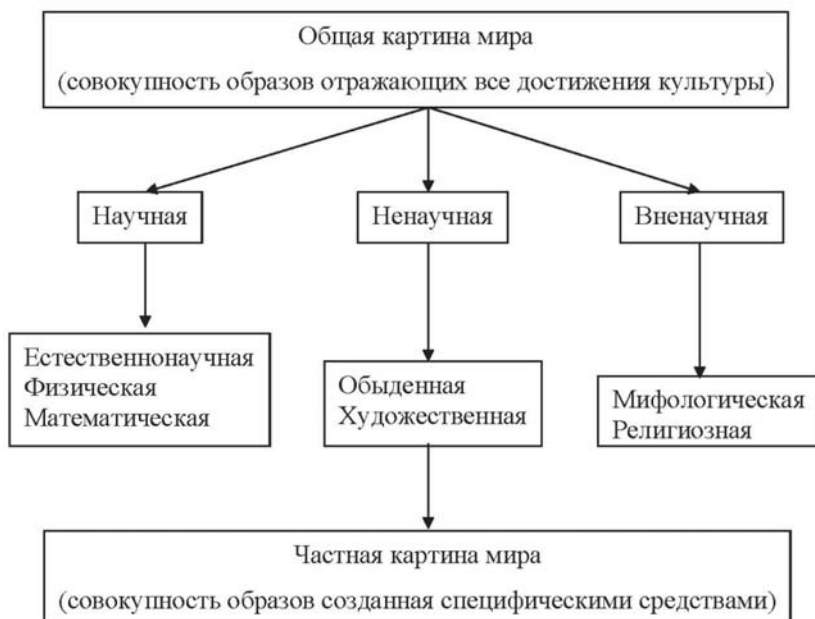 Общая картина мира
(совокупность образов отражающих все достижения культуры)
Научная
Ненаучная
Вненаучная
Естественнонаучная
Физическая
Математическая
Обыденная
Художественная
Мифологическая
Религиозная
Частная картина мира
(совокупность образов созданная специфическими средствами)